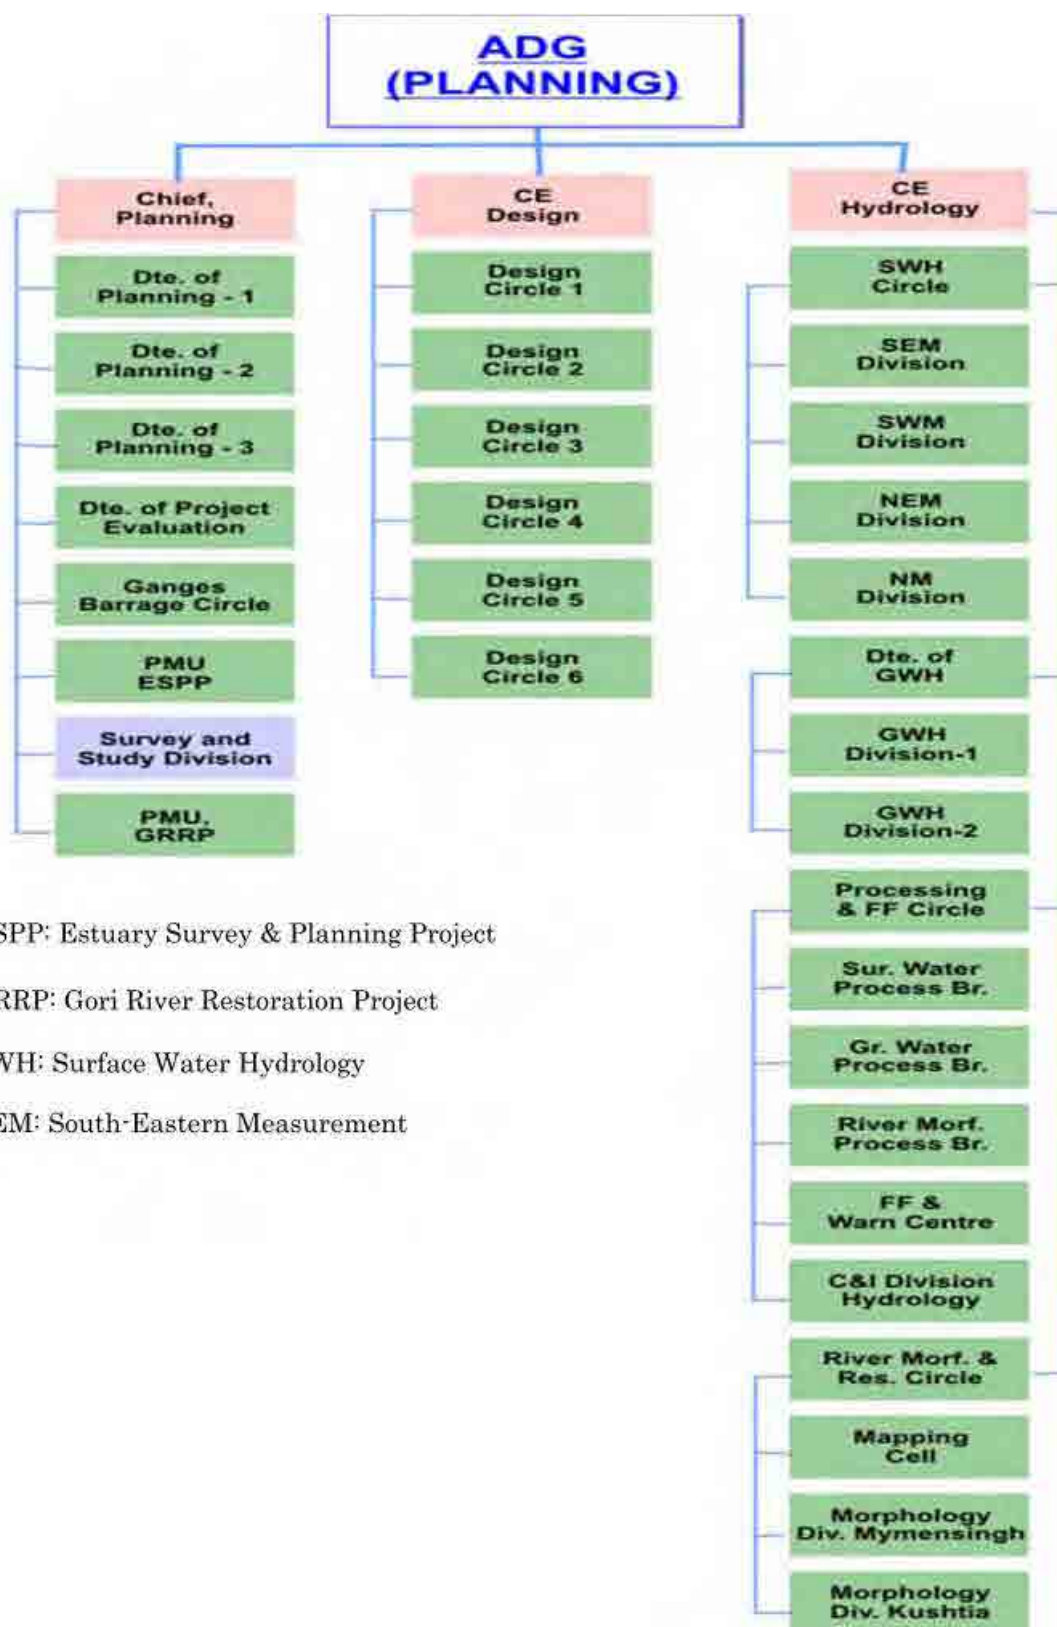 ADG
(PLANNING)
Chief,
Planning
Dte. of
Planning - 1
Dte. of
Planning - 2
Dte. of
Planning - 3
Dte. of Project
Evaluation
Ganges
Barrage Circle
PMU
ESPP
Survey and
Study Division
PMU,
GRRP
CE
Design
Design
Circle 1
Design
Circle 2
Design
Circle 3
Design
Circle 4
Design
Circle 5
Design
Circle 6
CE
Hydrology
SWH
Circle
SEM
Division
SWM
Division
NEM
Division
NM
Division
Dte. of
GWH
GWH
Division-1
GWH
Division-2
Processing
& FF Circle
Sur. Water
Process Br.
Gr. Water
Process Br.
River Morf.
Process Br.
FF &
Warn Centre
C&I Division
Hydrology
River Morf. &
Res. Circle
Mapping
Cell
Morphology
Div. Mymensingh
Morphology
Div. Kushtia
SPP: Estuary Survey & Planning Project
RRP: Gori River Restoration Project
WH: Surface Water Hydrology
EM: South-Eastern Measurement